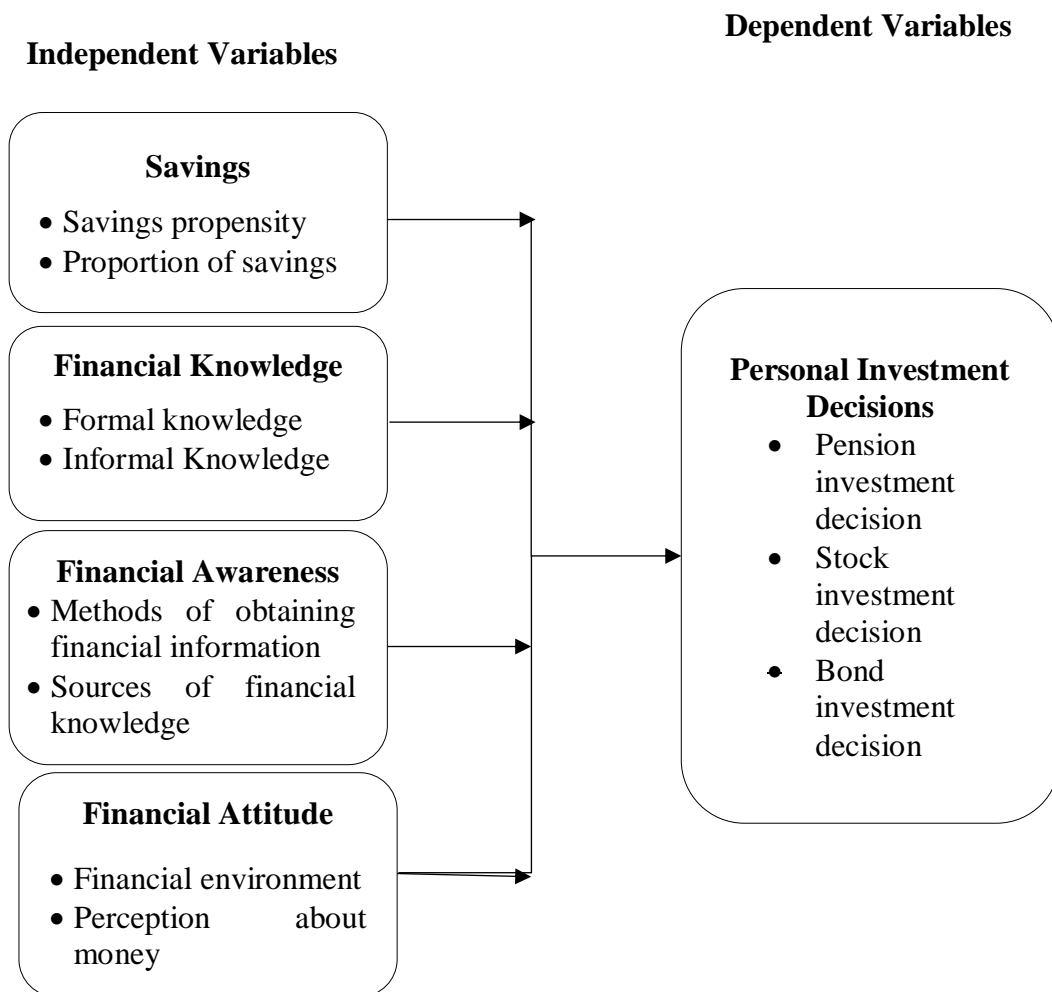 Dependent Variables
Independent Variables
Savings
• Savings propensity
• Proportion of savings
Financial Knowledge
• Formal knowledge
• Informal Knowledge
Financial Awareness
• Methods of obtaining
financial information
• Sources of financial
knowledge
Financial Attitude
• Financial environment
• Perception about
money
Personal Investment
Decisions
• Pension
investment
decision
• Stock
investment
decision
• Bond
investment
decision